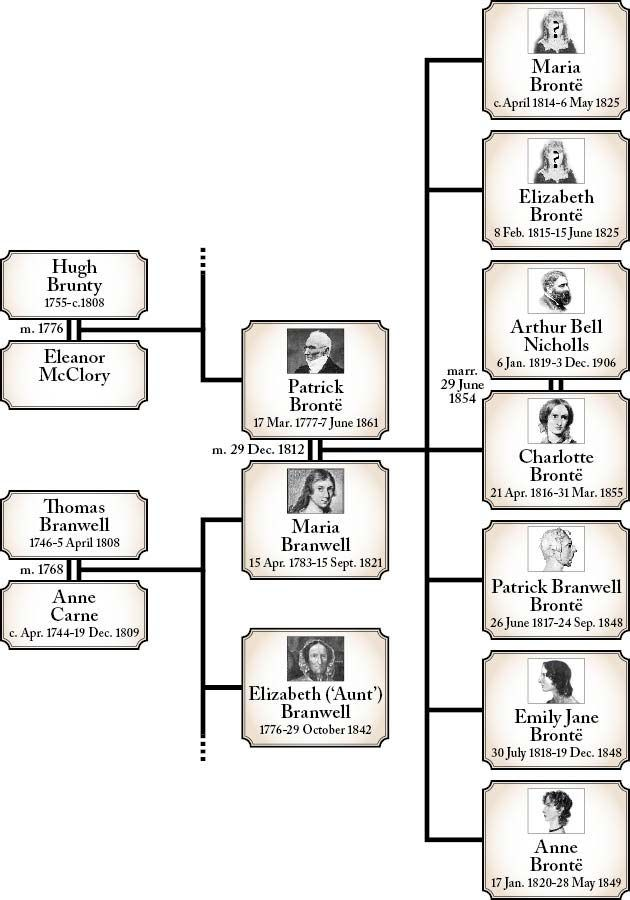 Maria
Brontë
c. April 1814-6 May 1825
Elizabeth
Brontë
8 Feb. 1815-15 June 1825
Hugh
Brunty
1755-c.1808
m. 1776
Eleanor
McClory
Arthur Bell
Nicholls
6 Jan. 1819-3 Dec. 1906
marr.
29 June
1854
Patrick
Brontë
17 Mar. 1777-7 June 1861
m. 29 Dec. 1812
Maria
Branwell
15 Apr. 1783-15 Sept. 1821
Charlotte
Brontë
21 Apr. 1816-31 Mar. 1855
Thomas
Branwell
1746-5 April 1808
m. 1768
Anne
Carne
c. Apr. 1744-19 Dec. 1809
Patrick Branwell
Brontë
26 June 1817-24 Sep. 1848
Elizabeth (‘Aunt’)
Branwell
1776-29 October 1842
Emily Jane
Brontë
30 July 1818-19 Dec. 1848
Anne
Brontë
17 Jan. 1820-28 May 1849